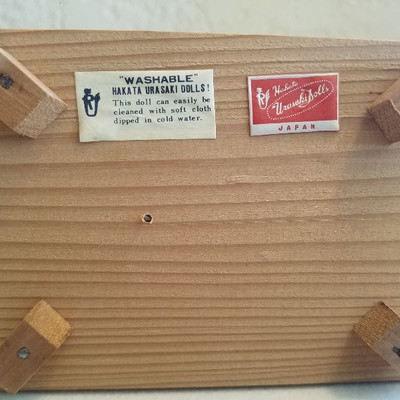 "WASHABLE"
HAKATA URASAKI DOLLS!
This doll can easily be
cleaned with soft cloth
dipped in cold water.
Hakata
Urasaki Dolls
JAPAN